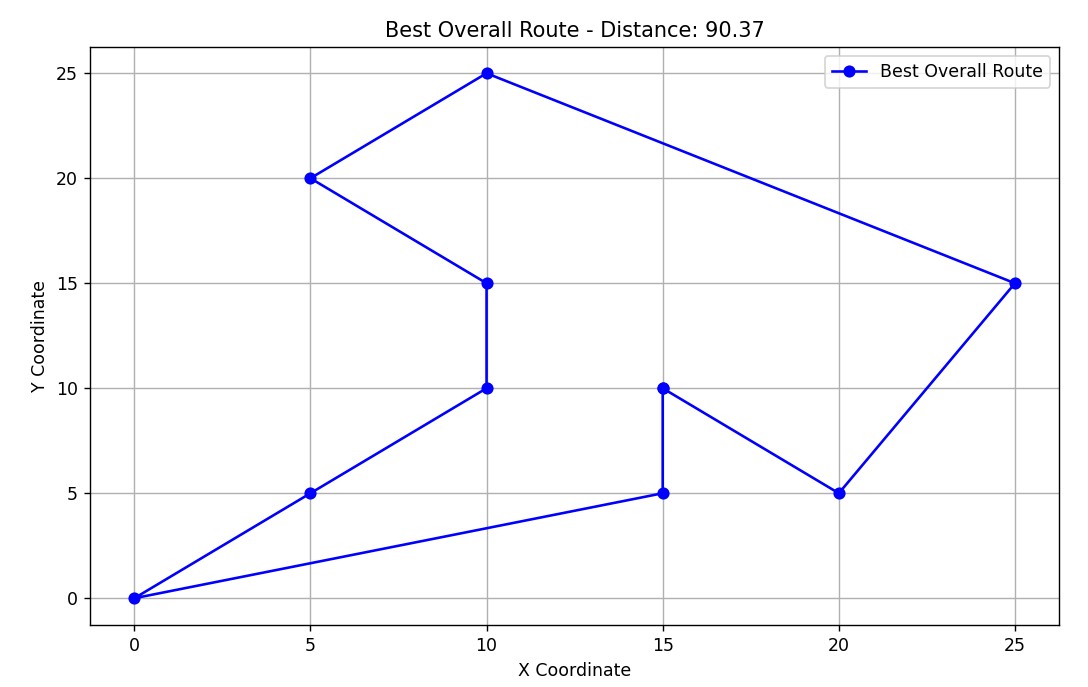 Best Overall Route - Distance: 90.37
Best Overall Route
Y Coordinate
25
20
15
10
5
0
0 5 10 15 20 25
X Coordinate